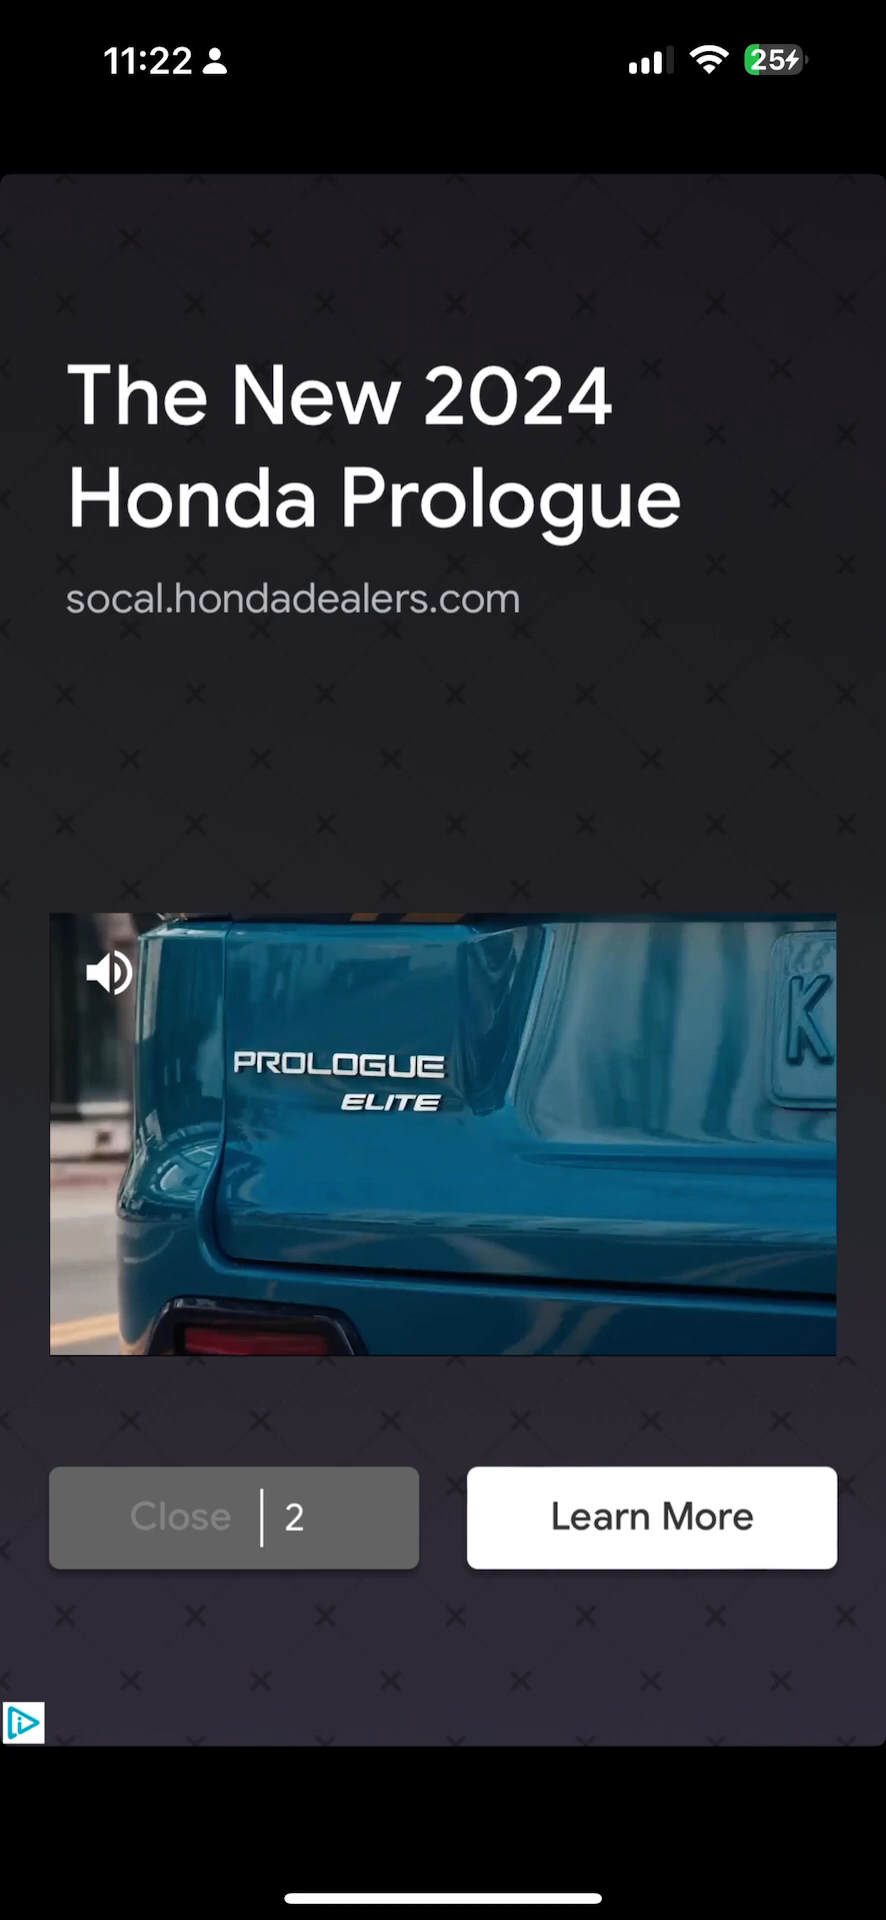 11:22
25
The New 2024
Honda Prologue
socal.hondadealers.com
PROLOGUE
ELITE
K
Close | 2
Learn More